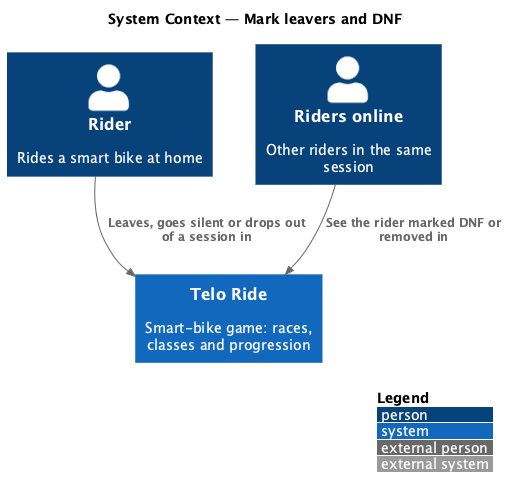 System Context — Mark leavers and DNF
Rider
Rides a smart bike at home
Riders online
Other riders in the same
session
Leaves, goes silent or drops out
of a session in
See the rider marked DNF or
removed in
Telo Ride
Smart-bike game: races,
classes and progression
Legend
person
system
external person
external system